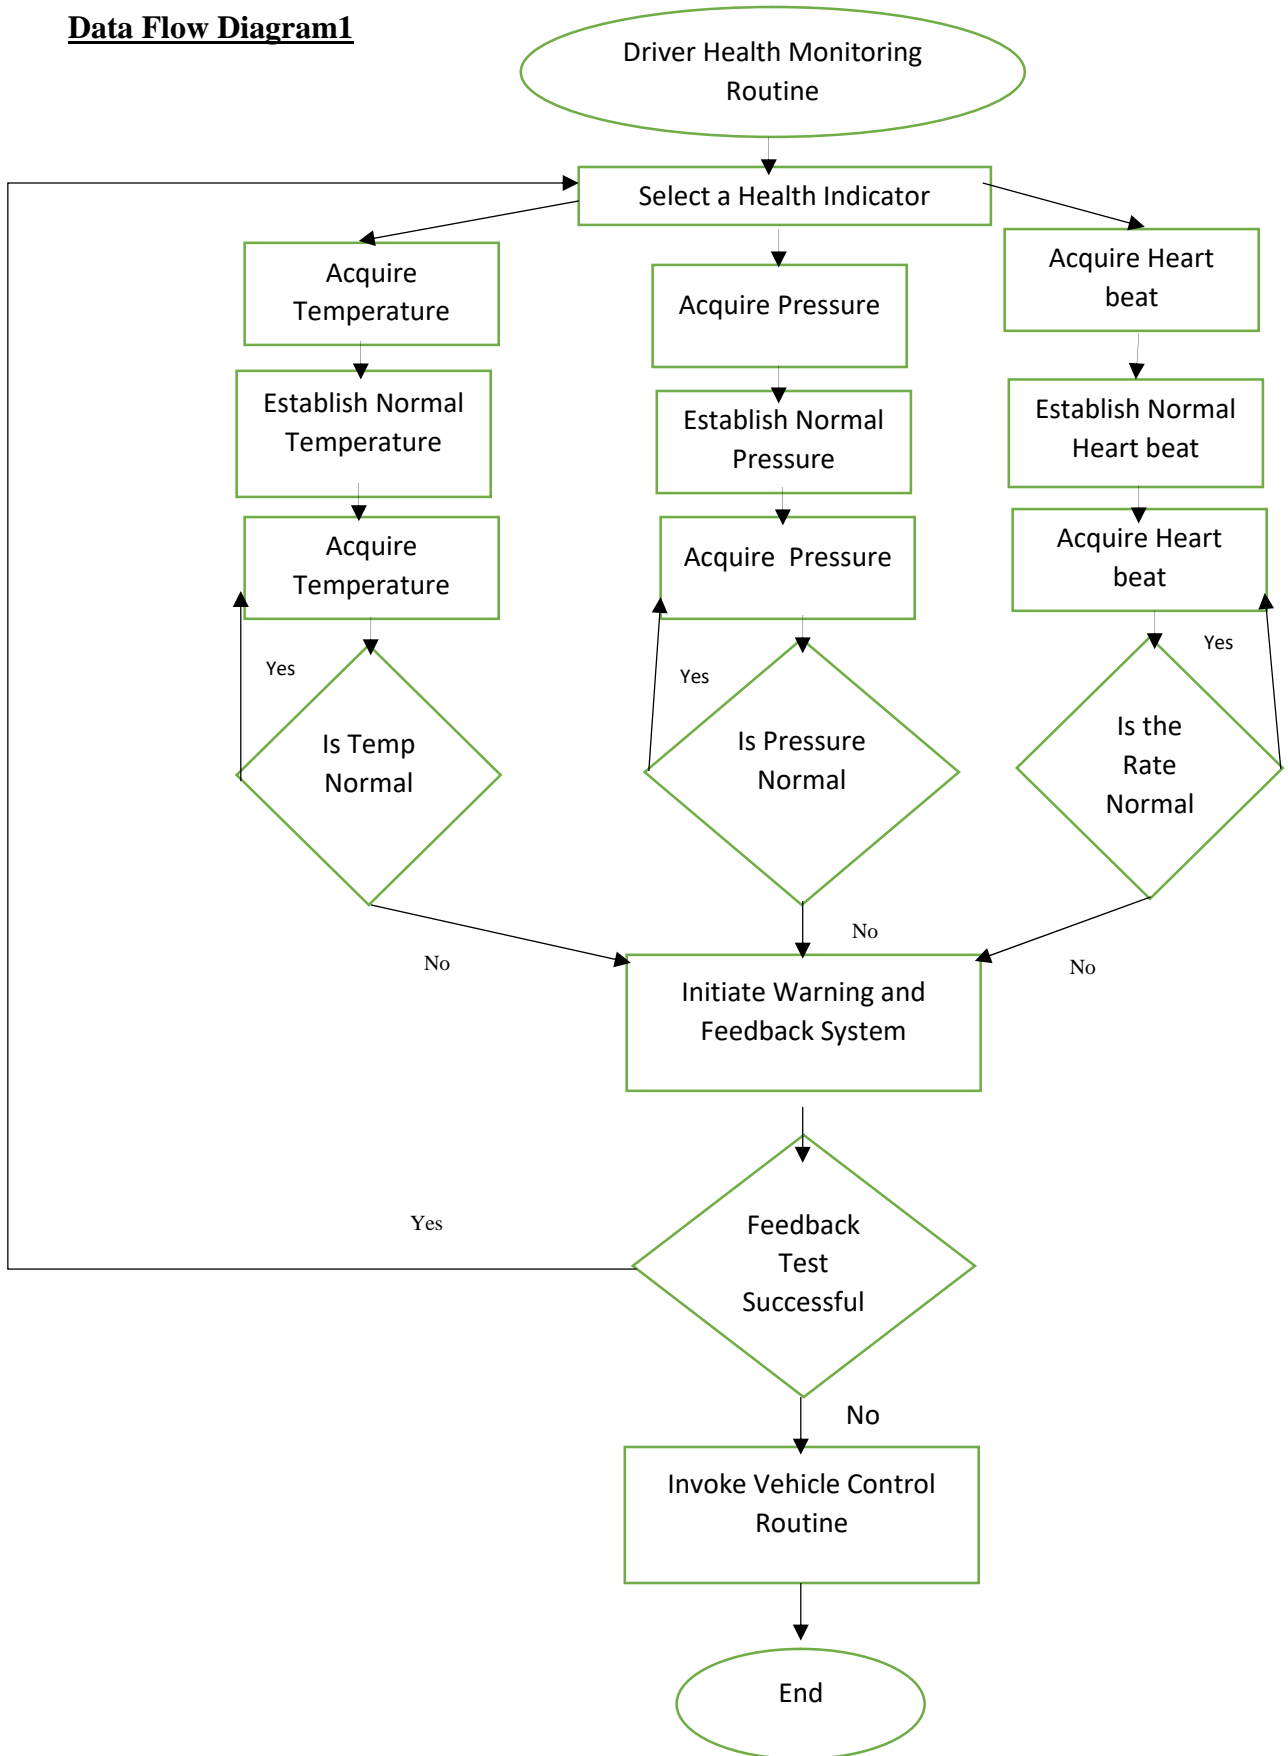 Data Flow Diagram1
Driver Health Monitoring
Routine
Select a Health Indicator
Acquire
Temperature
Acquire Pressure
Acquire Heart
beat
Establish Normal
Temperature
Establish Normal
Pressure
Establish Normal
Heart beat
Acquire
Temperature
Acquire  Pressure
Acquire Heart
beat
Yes
Yes
Yes
Is Temp
Normal
Is Pressure
Normal
Is the
Rate
Normal
No
No
No
Initiate Warning and
Feedback System
Yes
Feedback
Test
Successful
No
Invoke Vehicle Control
Routine
End